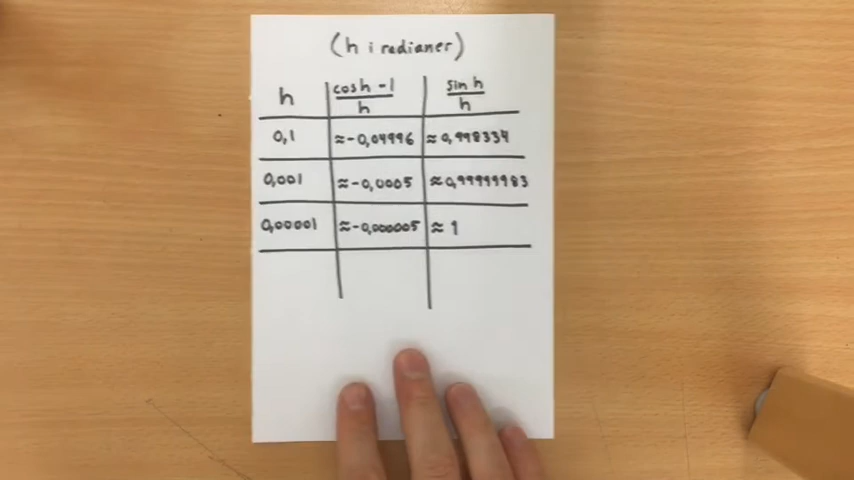 (h i radianer)
h cos h -1 / h sin h / h
0,1 ≈-0,04996 ≈0,998334
0,001 ≈-0,0005 ≈0,99999983
0,00001 ≈-0,000005 ≈ 1